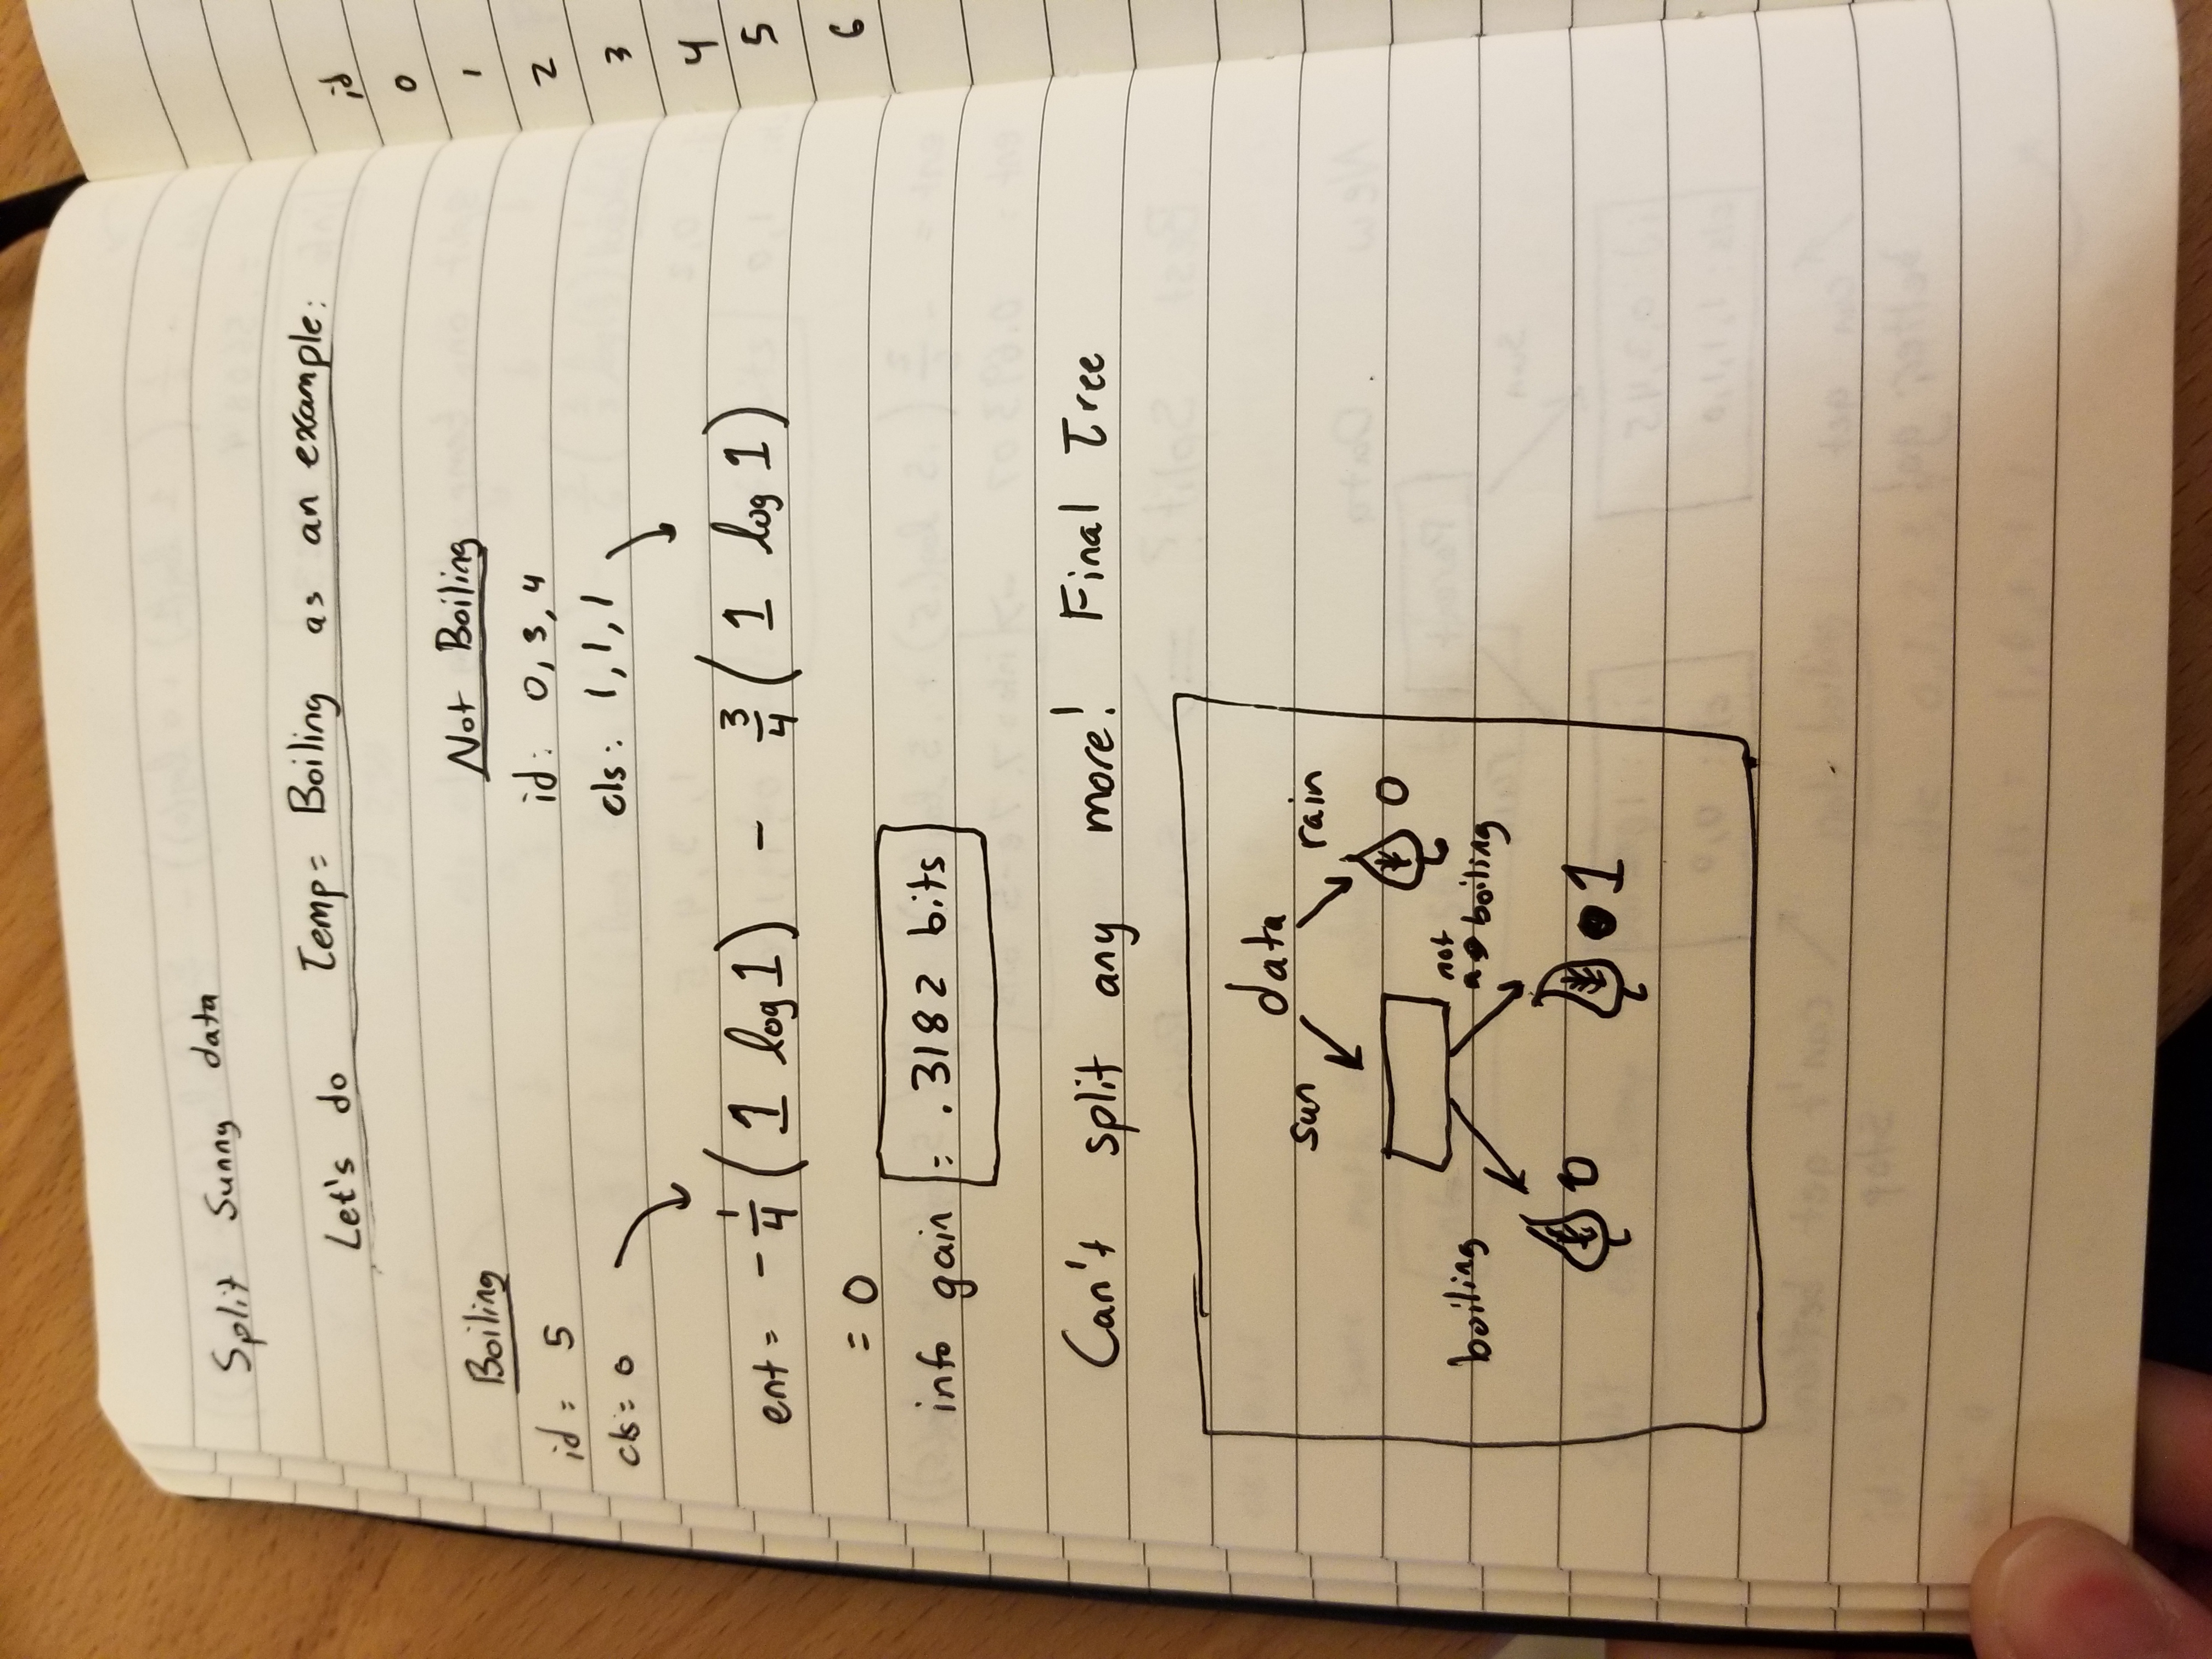 Split Sunny data
Let's do Temp= Boiling as an example:
Boiling
id= 5
cls= 0
Not Boiling
id: 0, 3, 4
cls: 1, 1, 1
ent= -1/4 ( 1 log 1 ) - 3/4 ( 1 log 1 )
= 0
info gain = .3182 bits
Can't split any more! Final Tree
data
sun rain
0
boiling not boiling
0 1
id
0
1
2
3
4
5
6